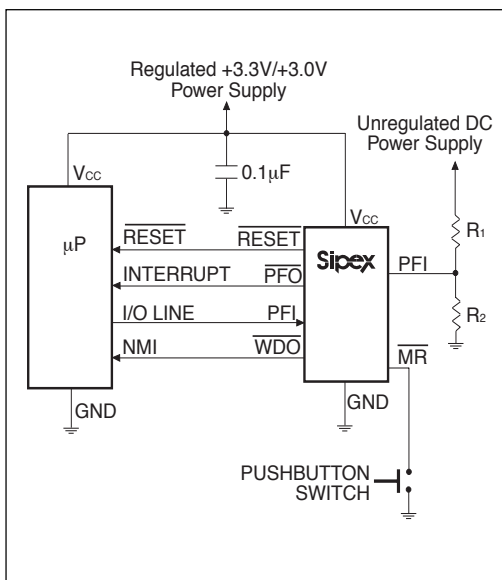 Regulated +3.3V/+3.0V
Power Supply
Unregulated DC
Power Supply
0.1µF
VCC
VCC
µP
RESET
RESET
Sipex
R1
INTERRUPT
PFO
PFI
I/O LINE
PFI
R2
NMI
WDO
MR
GND
GND
PUSHBUTTON
SWITCH